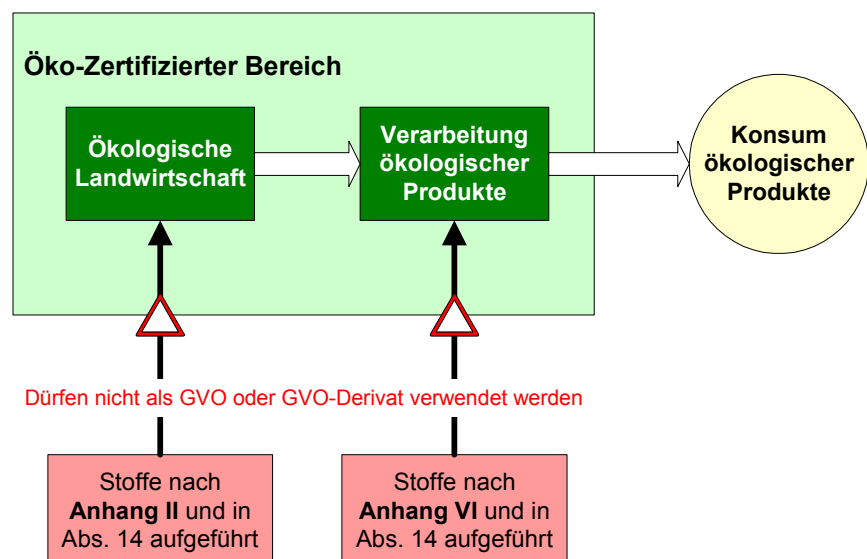 Öko-Zertifizierter Bereich
Ökologische
Landwirtschaft
Verarbeitung
ökologischer
Produkte
Konsum
ökologischer
Produkte
Dürfen nicht als GVO oder GVO-Derivat verwendet werden
Stoffe nach
Anhang II und in
Abs. 14 aufgeführt
Stoffe nach
Anhang VI und in
Abs. 14 aufgeführt